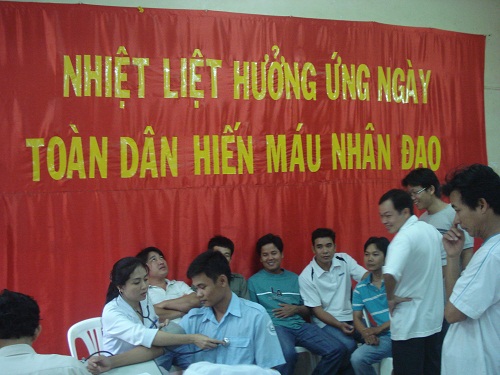 NHIỆT LIỆT HƯỞNG ỨNG NGÀY
TOÀN DÂN HIẾN MÁU NHÂN ĐẠO